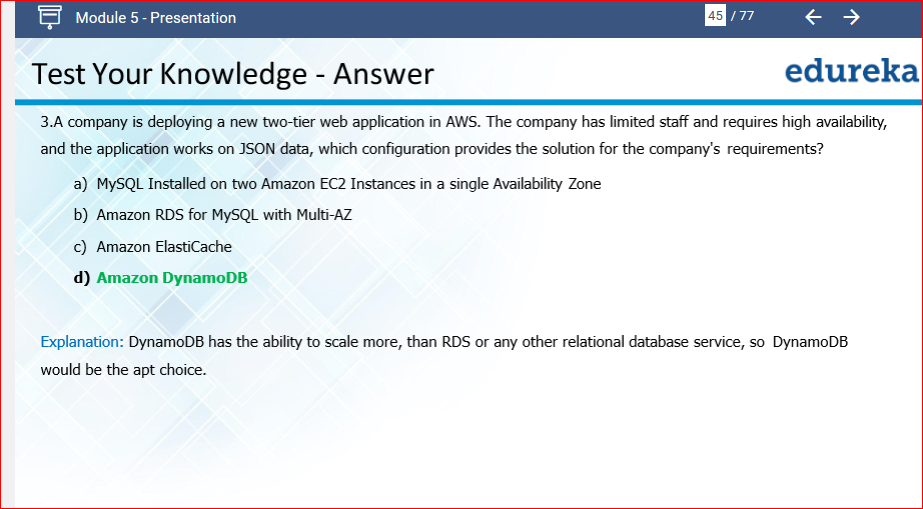 Module 5 - Presentation
45 / 77
Test Your Knowledge - Answer
edureka
3.A company is deploying a new two-tier web application in AWS. The company has limited staff and requires high availability,
and the application works on JSON data, which configuration provides the solution for the company's requirements?
a) MySQL Installed on two Amazon EC2 Instances in a single Availability Zone
b) Amazon RDS for MySQL with Multi-AZ
c) Amazon ElastiCache
d) Amazon DynamoDB
Explanation: DynamoDB has the ability to scale more, than RDS or any other relational database service, so DynamoDB
would be the apt choice.